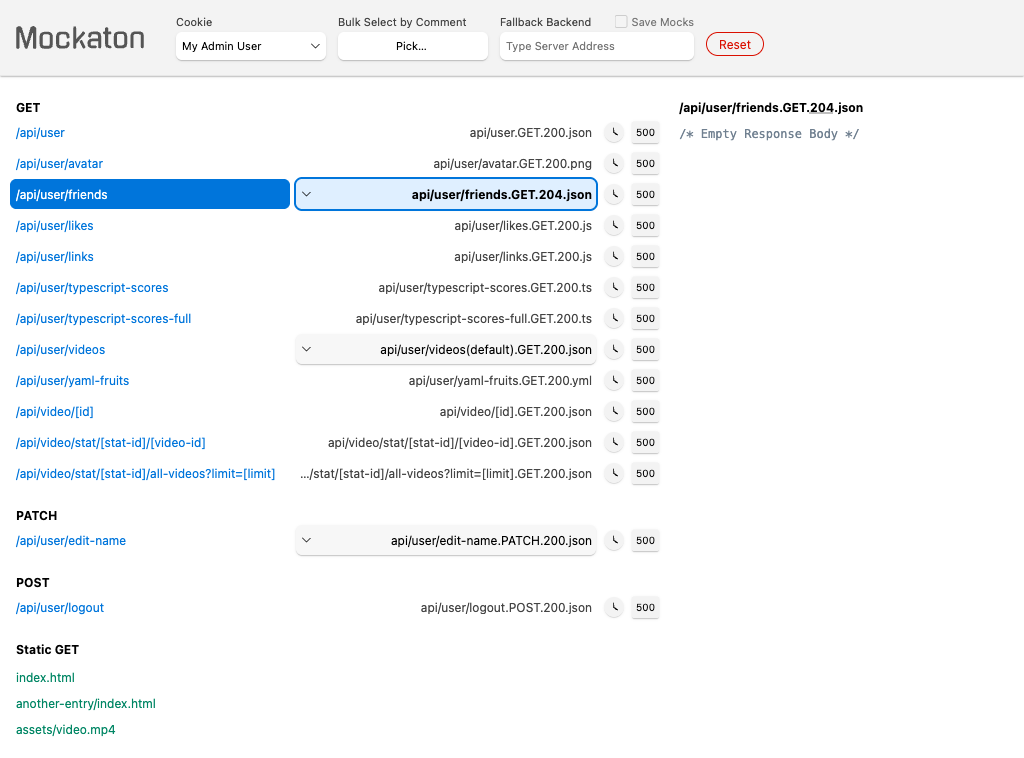 Mockaton
Cookie
My Admin User
Bulk Select by Comment
Pick...
Fallback Backend
Save Mocks
Type Server Address
Reset
GET
/api/user api/user.GET.200.json 500
/api/user/avatar api/user/avatar.GET.200.png 500
/api/user/friends api/user/friends.GET.204.json 500
/api/user/likes api/user/likes.GET.200.js 500
/api/user/links api/user/links.GET.200.js 500
/api/user/typescript-scores api/user/typescript-scores.GET.200.ts 500
/api/user/typescript-scores-full api/user/typescript-scores-full.GET.200.ts 500
/api/user/videos api/user/videos(default).GET.200.json 500
/api/user/yaml-fruits api/user/yaml-fruits.GET.200.yml 500
/api/video/[id] api/video/[id].GET.200.json 500
/api/video/stat/[stat-id]/[video-id] api/video/stat/[stat-id]/[video-id].GET.200.json 500
/api/video/stat/[stat-id]/all-videos?limit=[limit] .../stat/[stat-id]/all-videos?limit=[limit].GET.200.json 500
PATCH
/api/user/edit-name api/user/edit-name.PATCH.200.json 500
POST
/api/user/logout api/user/logout.POST.200.json 500
Static GET
index.html
another-entry/index.html
assets/video.mp4
/api/user/friends.GET.204.json
/* Empty Response Body */